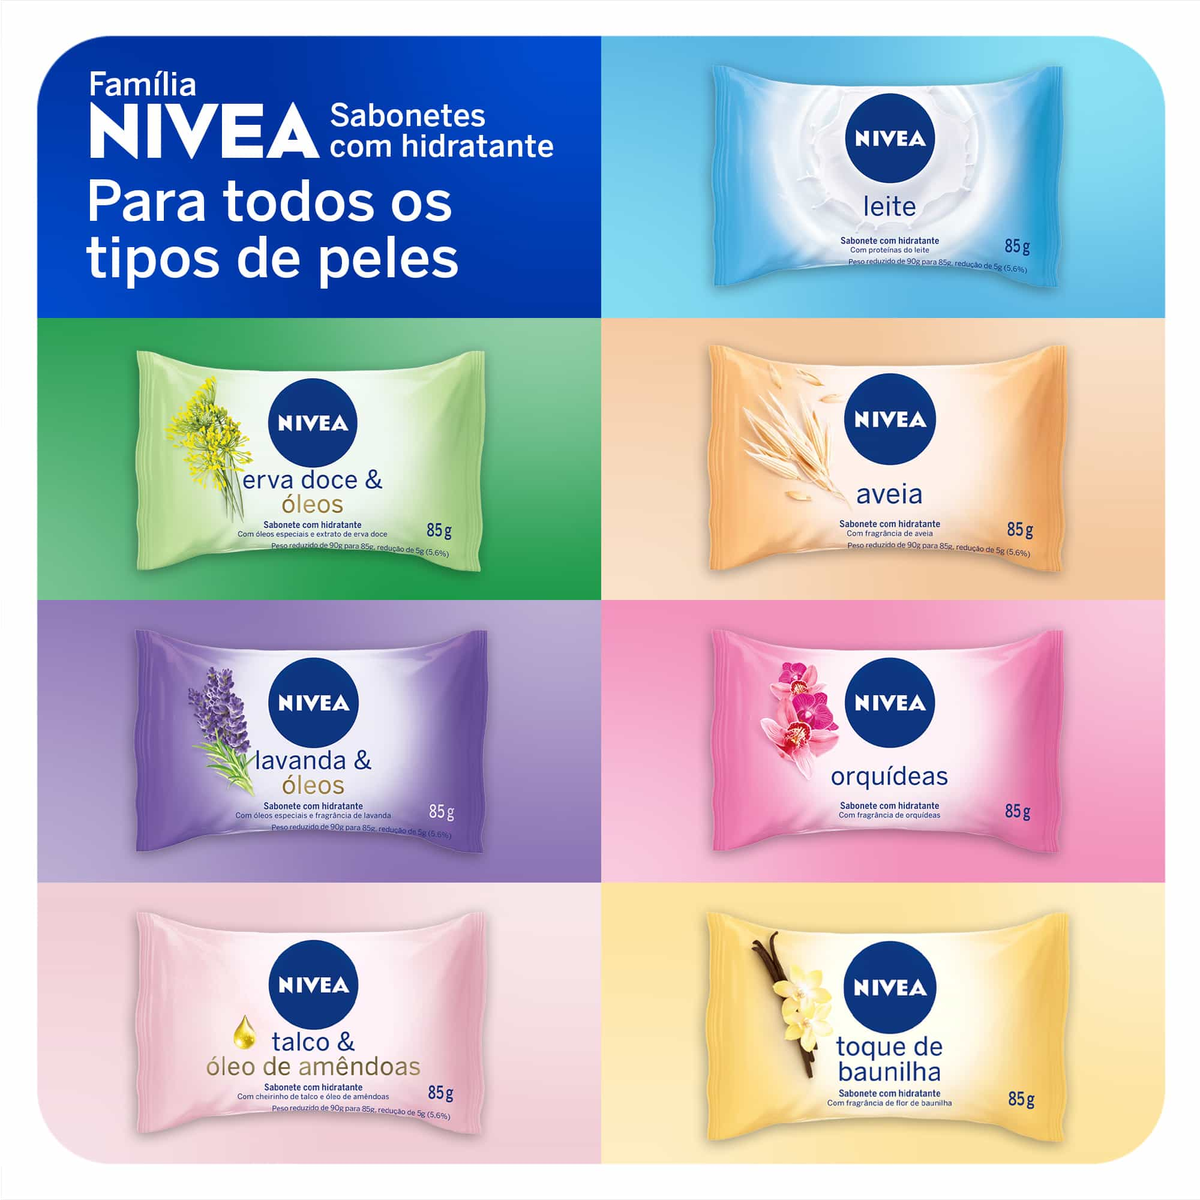 Família
NIVEA
Sabonetes
com hidratante
Para todos os
tipos de peles
NIVEA
leite
Sabonete com hidratante
Com proteínas do leite
85g
Peso reduzido de 90g para 85g, redução de 5g (5,6%)
NIVEA
erva doce &
óleos
Sabonete com hidratante
Com óleos especiais e extrato de erva doce
85g
Peso reduzido de 90g para 85g, redução de 5g (5,6%)
NIVEA
aveia
Sabonete com hidratante
Com fragrância de aveia
85g
Peso reduzido de 90g para 85g, redução de 5g (5,6%)
NIVEA
lavanda &
óleos
Sabonete com hidratante
Com óleos especiais e fragrância de lavanda
85g
Peso reduzido de 90g para 85g, redução de 5g (5,6%)
NIVEA
orquídeas
Sabonete com hidratante
Com fragrância de orquídeas
85g
NIVEA
talco &
óleo de amêndoas
Sabonete com hidratante
Com cheirinho de talco e óleo de amêndoas
85g
Peso reduzido de 90g para 85g, redução de 5g (5,6%)
NIVEA
toque de
baunilha
Sabonete com hidratante
Com fragrância de flor de baunilha
85g